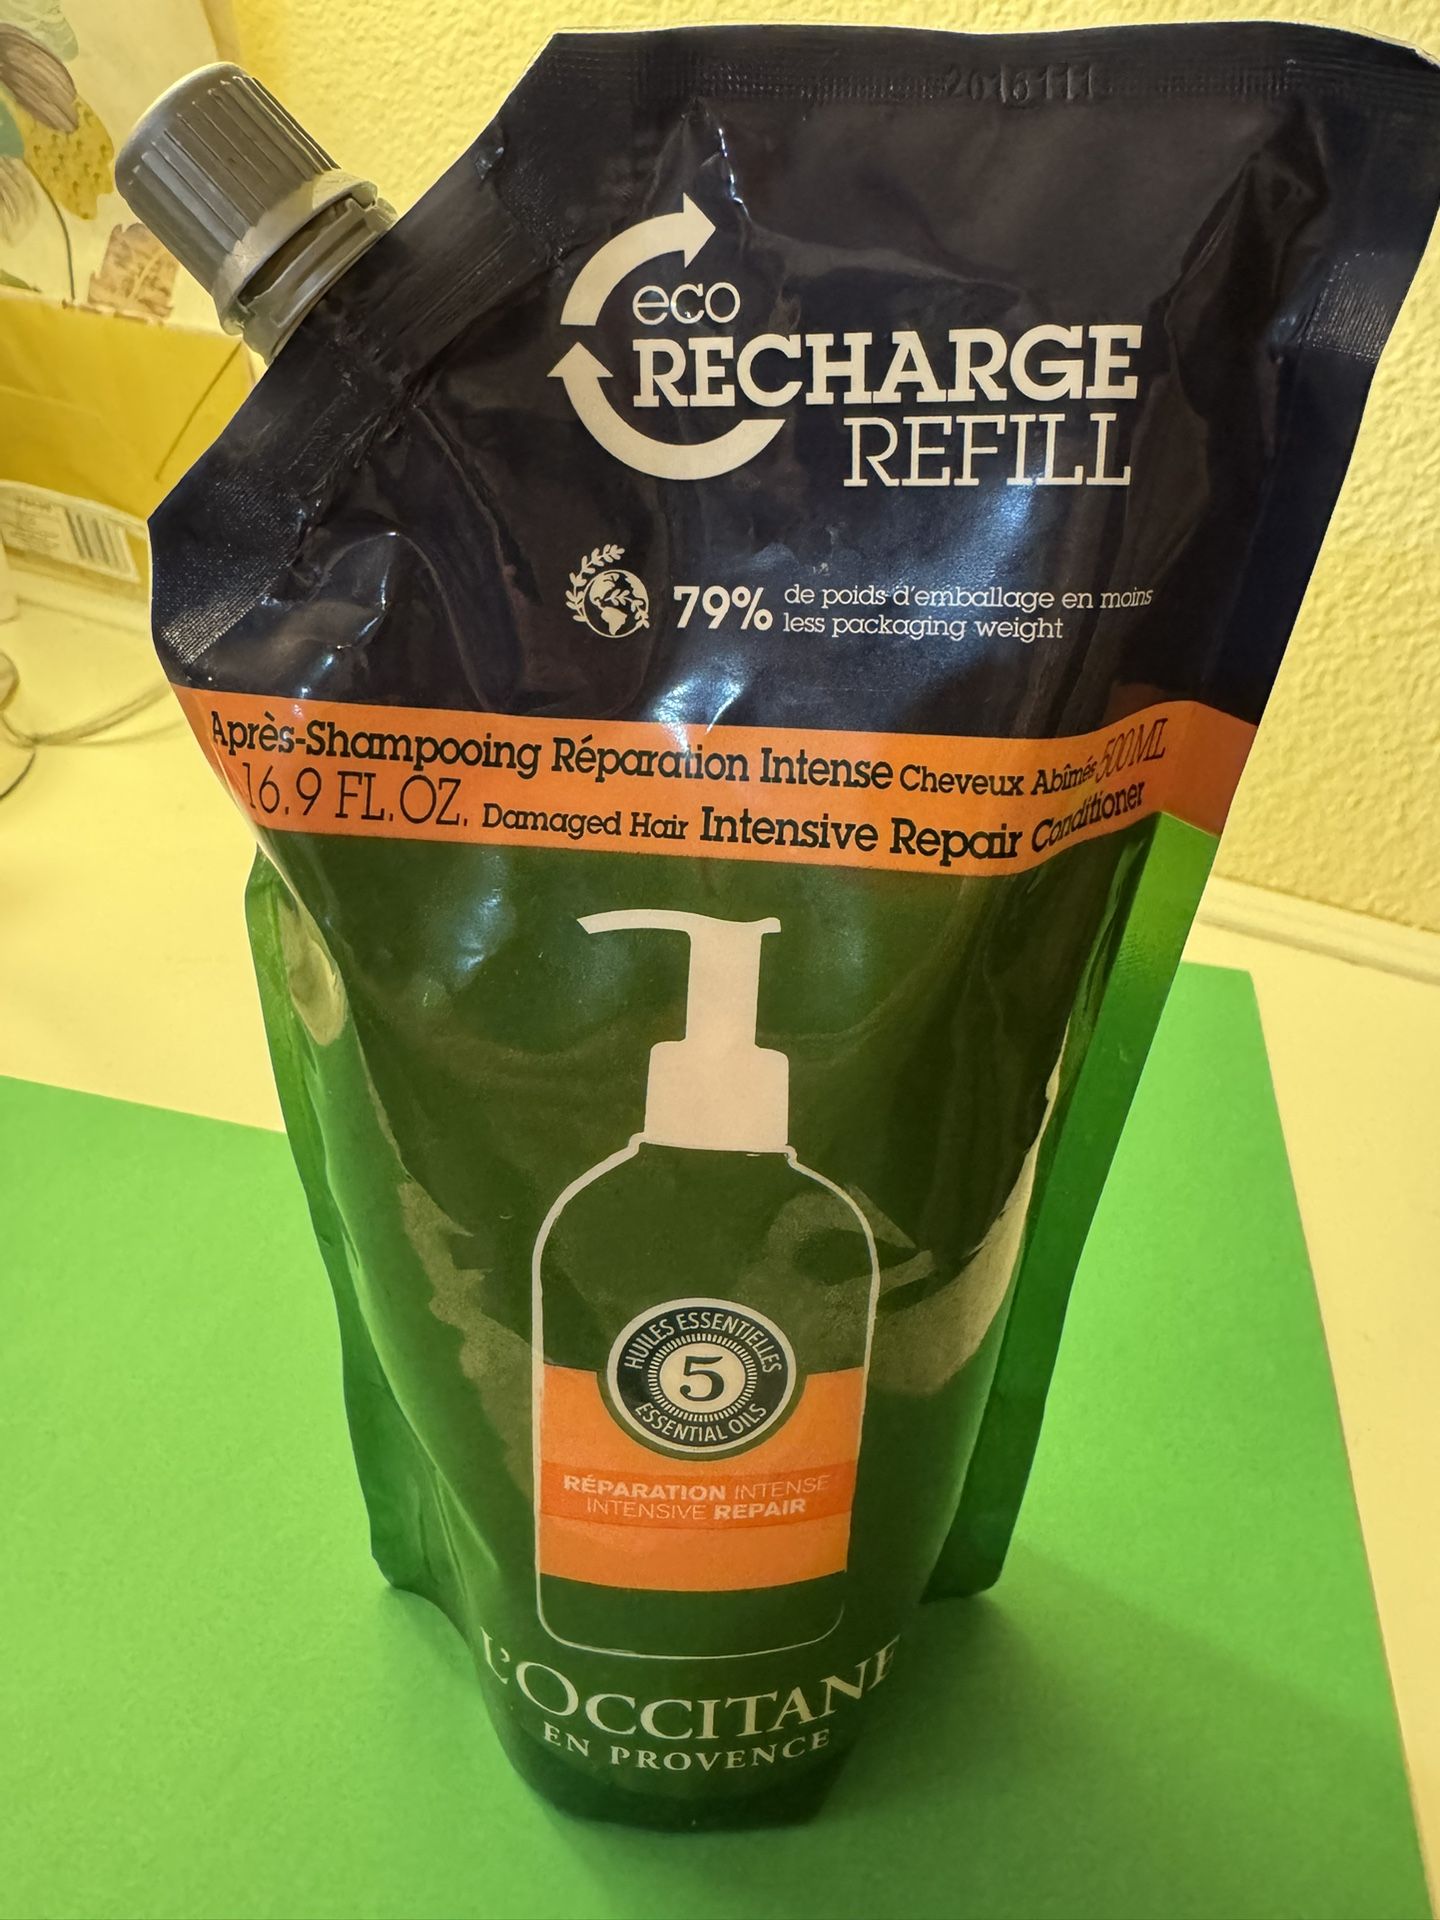 eco
RECHARGE
REFILL
79% de poids d'emballage en moins
less packaging weight
Après-Shampooing Réparation Intense Cheveux Abîmés 500ML
16.9 FL.OZ. Damaged Hair Intensive Repair Conditioner
HUILES ESSENTIELLES
5
ESSENTIAL OILS
RÉPARATION INTENSE
INTENSIVE REPAIR
L'OCCITANE
EN PROVENCE